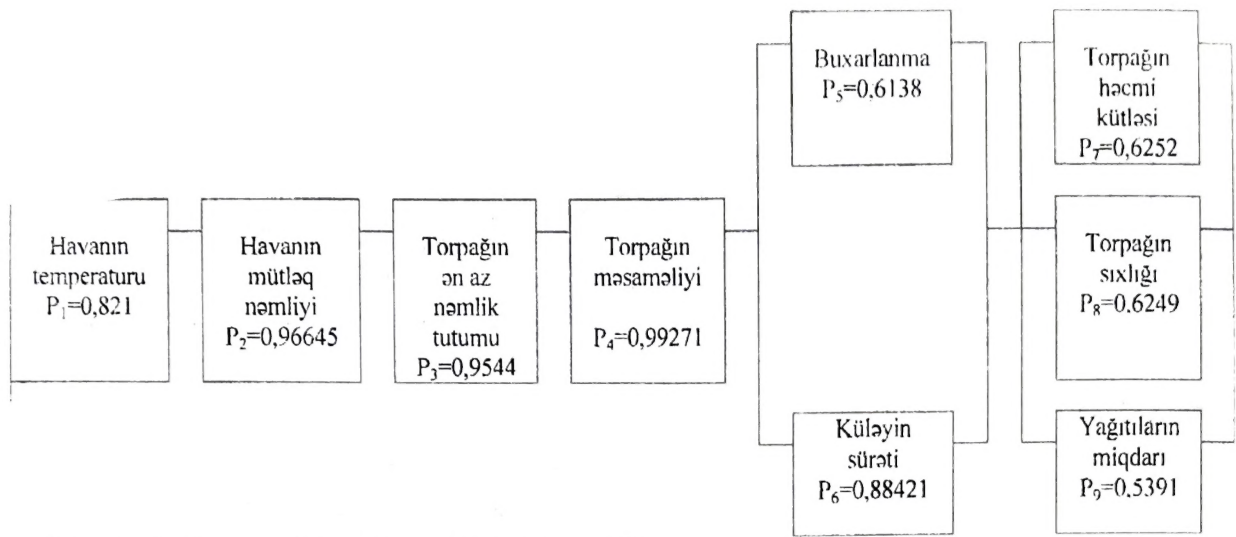 Havanın
temperaturu
P₁=0,821
Havanın
mütləq
nəmliyi
P₂=0,96645
Torpağın
ən az
nəmlik
tutumu
P₃=0,9544
Torpağın
məsaməliyi
P₄=0,99271
Buxarlanma
P₅=0,6138
Küləyin
sürəti
P₆=0,88421
Torpağın
həcmi
kütləsi
P₇=0,6252
Torpağın
sıxlığı
P₈=0.6249
Yağıtıların
miqdarı
P₉=0.5391